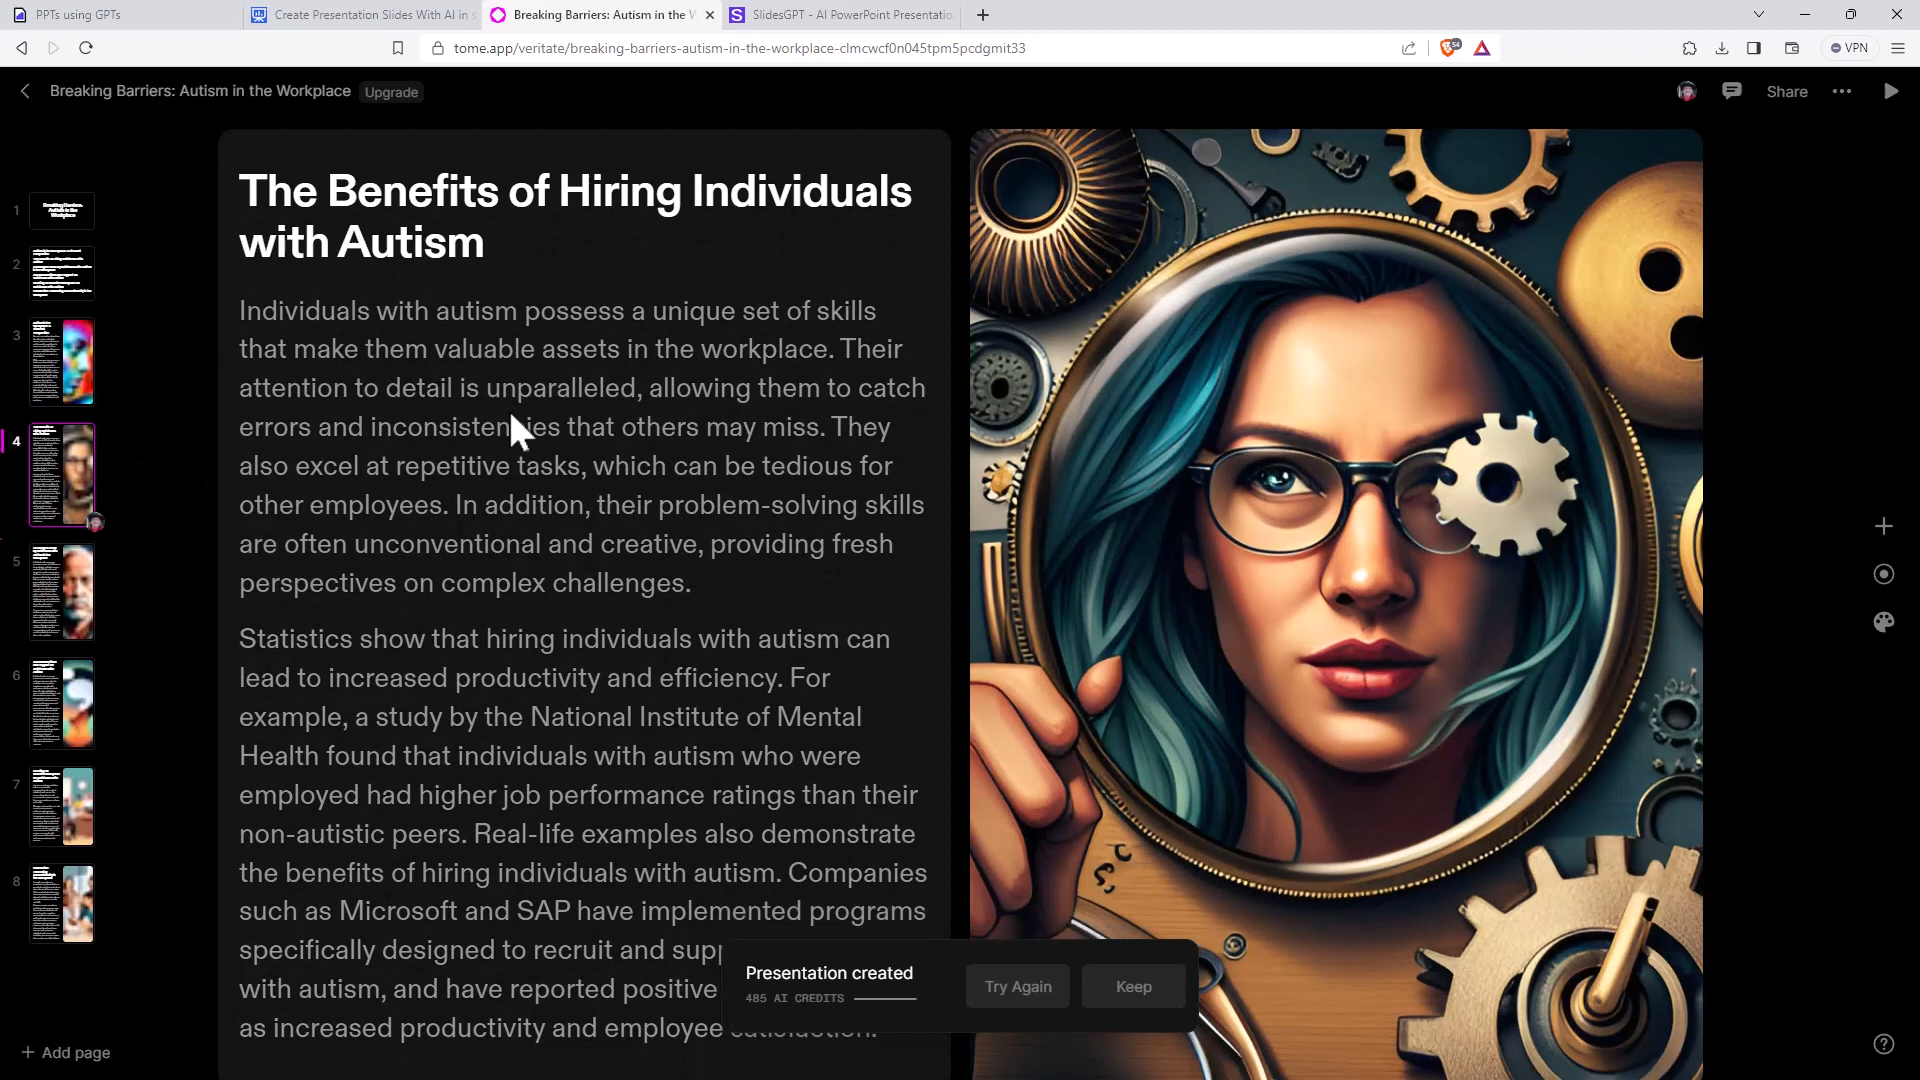 PPTs using GPTs
Create Presentation Slides With AI in s
Breaking Barriers: Autism in the W
SlidesGPT - AI PowerPoint Presentatio
tome.app/veritate/breaking-barriers-autism-in-the-workplace-clmcwcf0n045tpm5pcdgmit33
54
VPN
Breaking Barriers: Autism in the Workplace
Upgrade
Share
1
Breaking Barriers:
Autism in the
Workplace
2
3
4
5
6
7
8
+ Add page
The Benefits of Hiring Individuals
with Autism
Individuals with autism possess a unique set of skills
that make them valuable assets in the workplace. Their
attention to detail is unparalleled, allowing them to catch
errors and inconsistencies that others may miss. They
also excel at repetitive tasks, which can be tedious for
other employees. In addition, their problem-solving skills
are often unconventional and creative, providing fresh
perspectives on complex challenges.
Statistics show that hiring individuals with autism can
lead to increased productivity and efficiency. For
example, a study by the National Institute of Mental
Health found that individuals with autism who were
employed had higher job performance ratings than their
non-autistic peers. Real-life examples also demonstrate
the benefits of hiring individuals with autism. Companies
such as Microsoft and SAP have implemented programs
specifically designed to recruit and supp
with autism, and have reported positive
as increased productivity and employee satisfaction.
Presentation created
485 AI CREDITS
Try Again
Keep